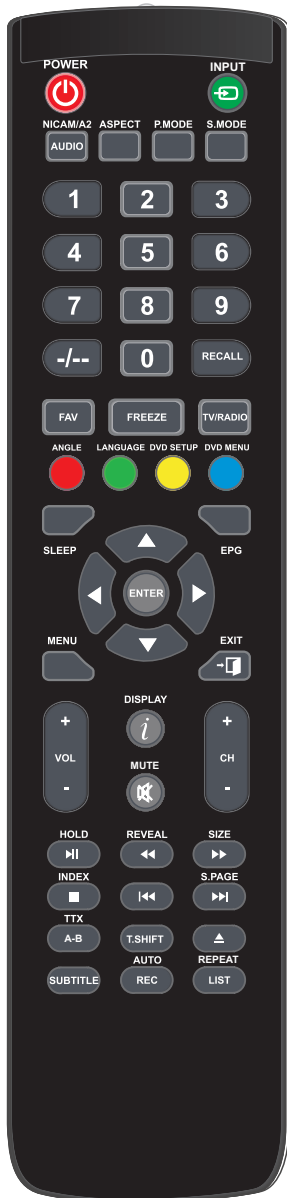 POWER INPUT
NICAM/A2 ASPECT P.MODE S.MODE
AUDIO
1 2 3
4 5 6
7 8 9
-/-- 0 RECALL
FAV FREEZE TV/RADIO
ANGLE LANGUAGE DVD SETUP DVD MENU
SLEEP EPG
ENTER
MENU EXIT
DISPLAY
i
+ +
VOL CH
MUTE
- -
HOLD REVEAL SIZE
INDEX S.PAGE
TTX
A-B T.SHIFT
AUTO REPEAT
SUBTITLE REC LIST